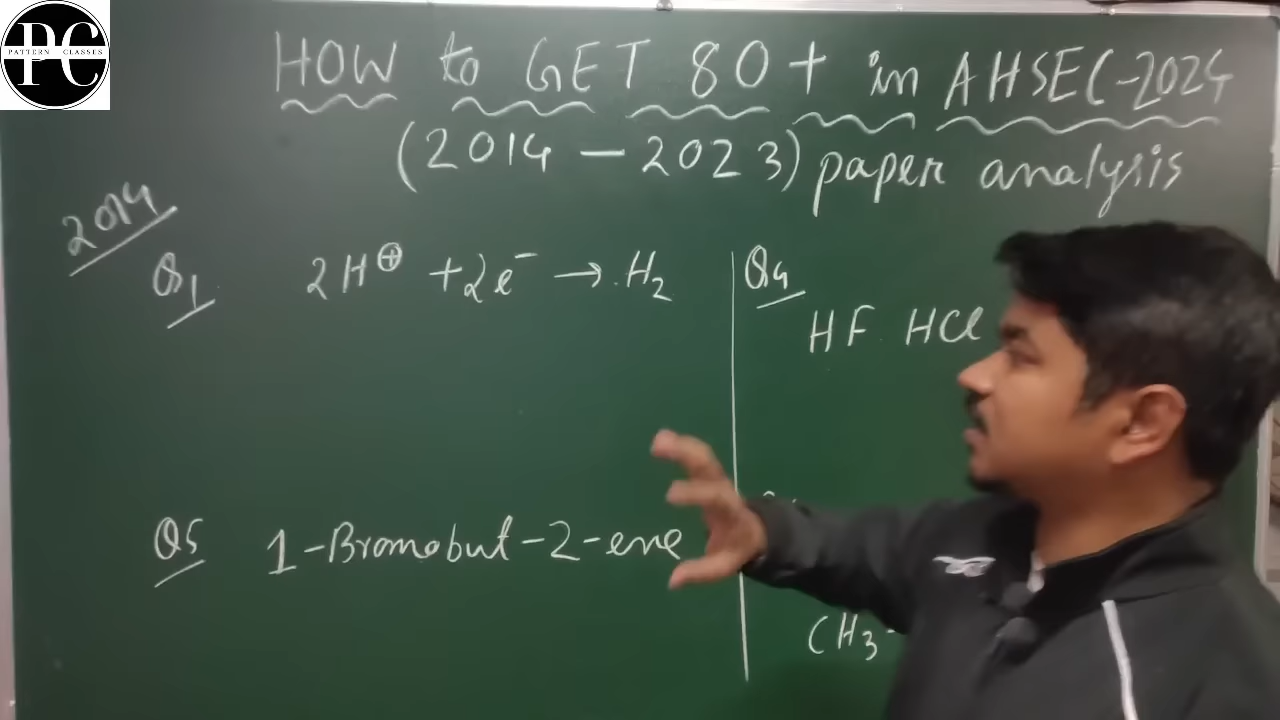 PATTERN CLASSES
PC
HOW to GET 80+ in AHSEC-2024
(2014 - 2023) paper analysis
2014
Q1 2H⊕ + 2e⁻ → H₂
Q4
HF HCl
Q5 1-Bromobut-2-ene
CH₃-